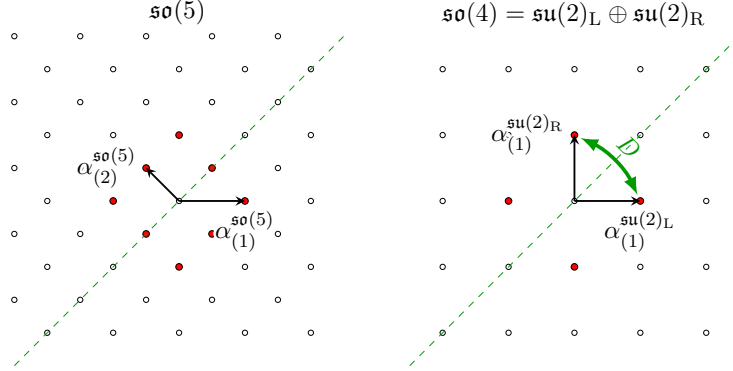 𝔰𝔬(5)
𝔰𝔬(4) = 𝔰𝔲(2)_L ⊕ 𝔰𝔲(2)_R
α_{(2)}^{𝔰𝔬(5)}
α_{(1)}^{𝔰𝔬(5)}
α_{(1)}^{𝔰𝔲(2)_R}
D
α_{(1)}^{𝔰𝔲(2)_L}